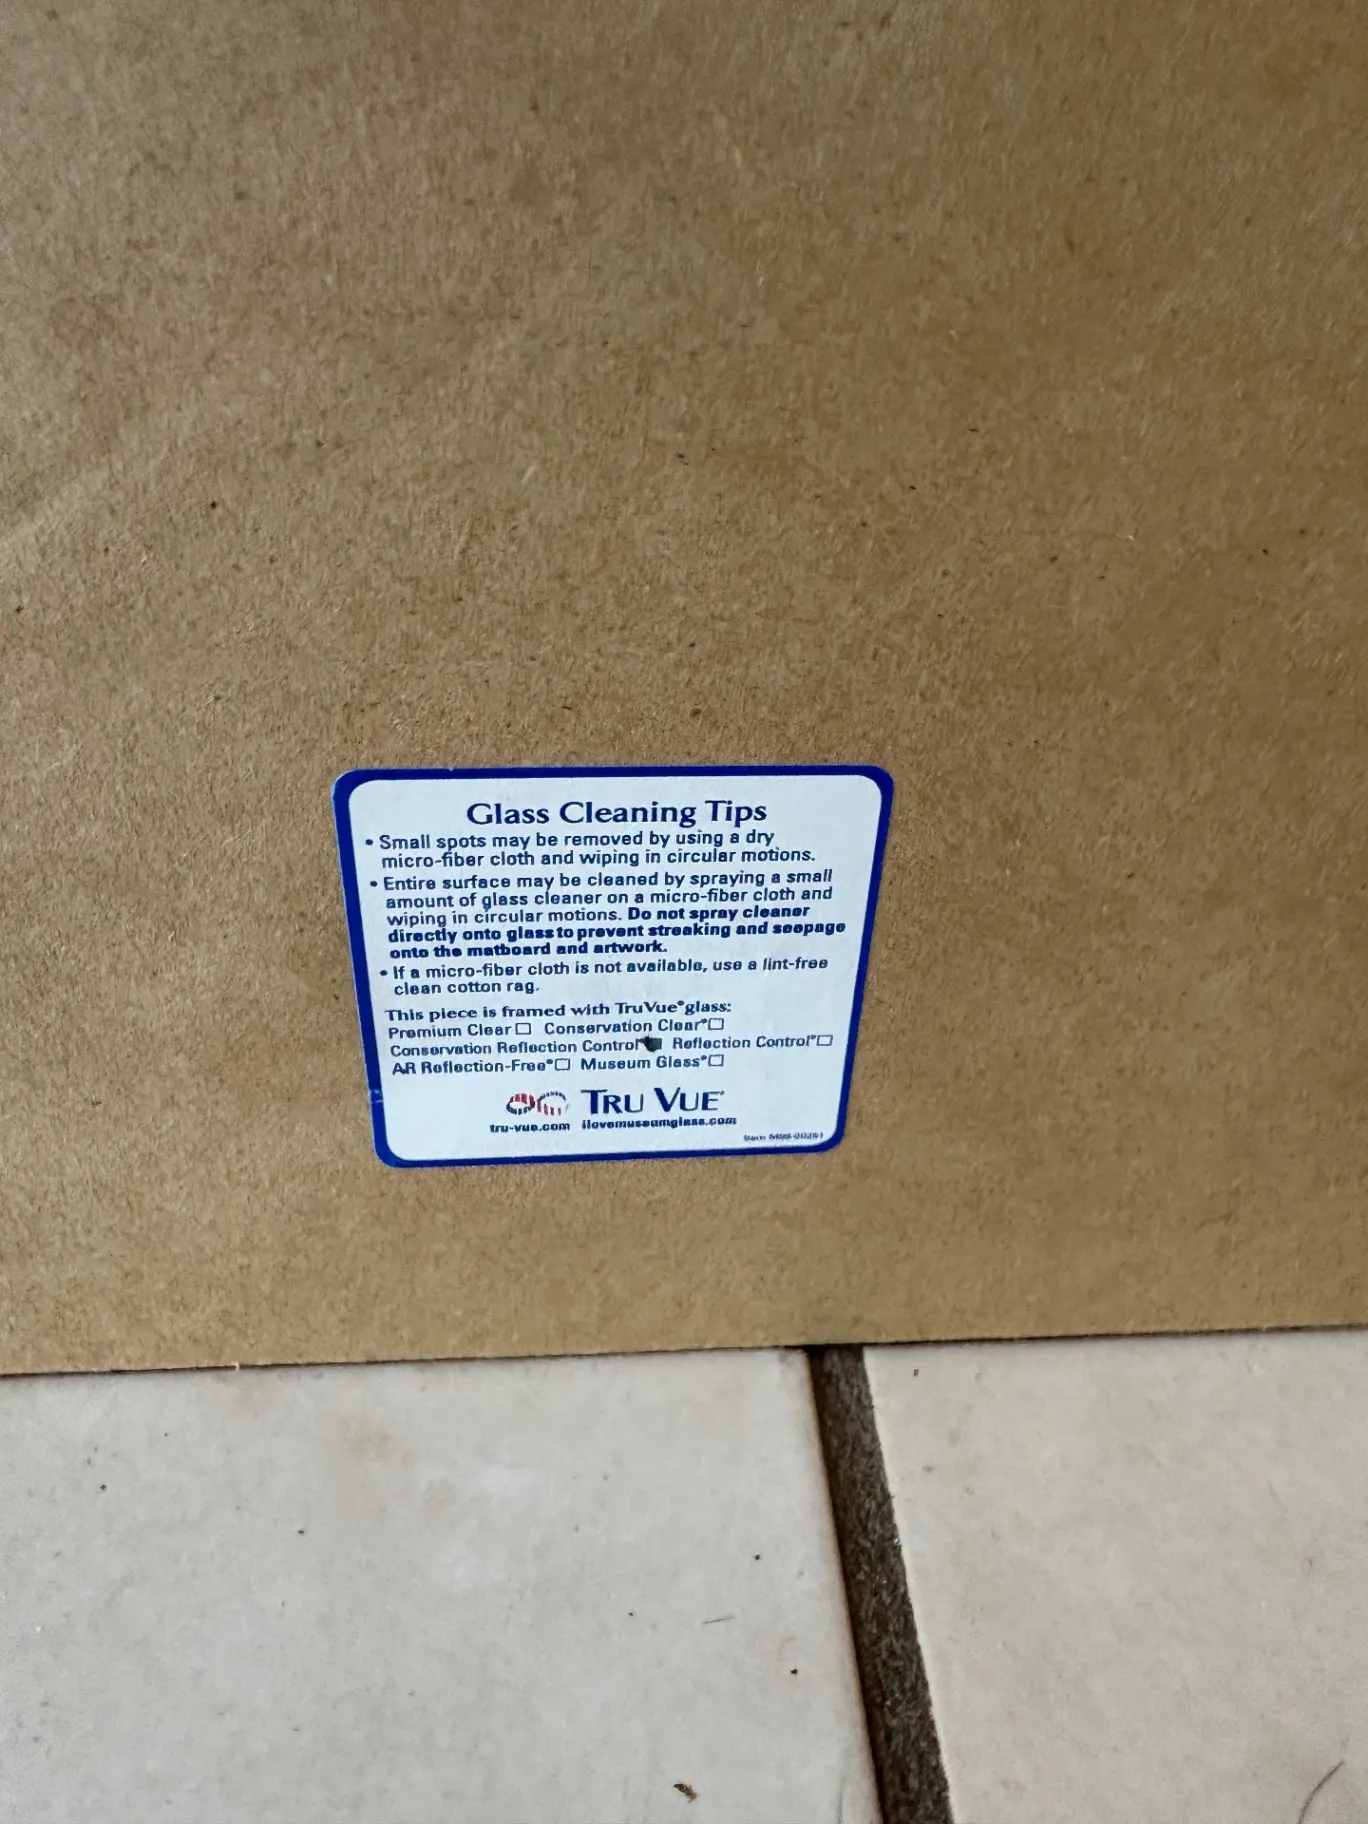 Glass Cleaning Tips
• Small spots may be removed by using a dry
micro-fiber cloth and wiping in circular motions.
• Entire surface may be cleaned by spraying a small
amount of glass cleaner on a micro-fiber cloth and
wiping in circular motions. Do not spray cleaner
directly onto glass to prevent streaking and seepage
onto the matboard and artwork.
• If a micro-fiber cloth is not available, use a lint-free
clean cotton rag.
This piece is framed with TruVue® glass:
Premium Clear ☐ Conservation Clear® ☐
Conservation Reflection Control® ■ Reflection Control® ☐
AR Reflection-Free® ☐ Museum Glass® ☐
TRU VUE®
tru-vue.com ilovemuseumglass.com